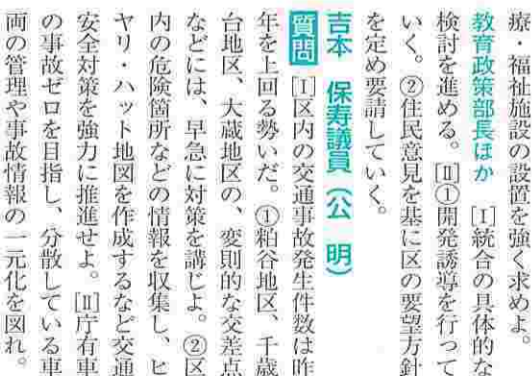 療・福祉施設の設置を強く求めよ。
教育政策部長ほか　[Ⅰ]統合の具体的な
検討を進める。[Ⅱ]①開発誘導を行って
いく。②住民意見を基に区の要望方針
を定め要請していく。
吉本　保寿議員（公　明）
質問　[Ⅰ]区内の交通事故発生件数は昨
年を上回る勢いだ。①粕谷地区、千歳
台地区、大蔵地区の、変則的な交差点
などには、早急に対策を講じよ。②区
内の危険箇所などの情報を収集し、ヒ
ヤリ・ハット地図を作成するなど交通
安全対策を強力に推進せよ。[Ⅱ]庁有車
の事故ゼロを目指し、分散している車
両の管理や事故情報の一元化を図れ。